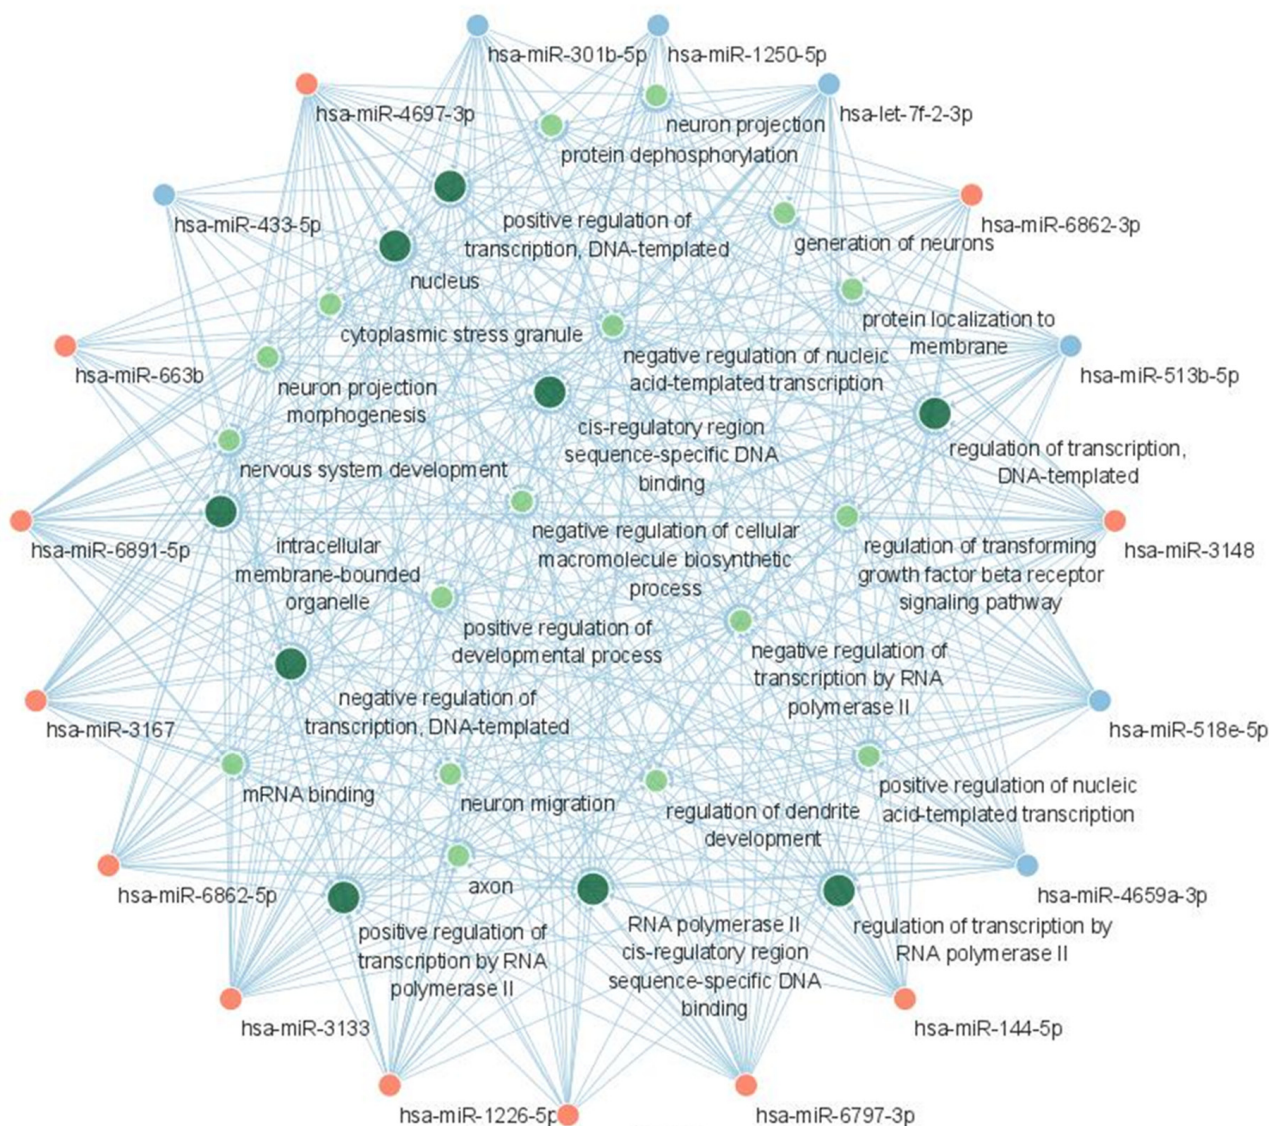 hsa-miR-301b-5p
hsa-miR-1250-5p
hsa-miR-4697-3p
hsa-let-7f-2-3p
neuron projection
protein dephosphorylation
hsa-miR-433-5p
positive regulation of
transcription, DNA-templated
generation of neurons
hsa-miR-6862-3p
nucleus
cytoplasmic stress granule
protein localization to
membrane
hsa-miR-663b
neuron projection
morphogenesis
negative regulation of nucleic
acid-templated transcription
hsa-miR-513b-5p
cis-regulatory region
sequence-specific DNA
binding
regulation of transcription,
DNA-templated
nervous system development
hsa-miR-6891-5p
intracellular
membrane-bounded
organelle
negative regulation of cellular
macromolecule biosynthetic
process
regulation of transforming
growth factor beta receptor
signaling pathway
hsa-miR-3148
positive regulation of
developmental process
negative regulation of
transcription by RNA
polymerase II
hsa-miR-3167
negative regulation of
transcription, DNA-templated
hsa-miR-518e-5p
mRNA binding
neuron migration
regulation of dendrite
development
positive regulation of nucleic
acid-templated transcription
hsa-miR-6862-5p
axon
hsa-miR-4659a-3p
positive regulation of
transcription by RNA
polymerase II
RNA polymerase II
cis-regulatory region
sequence-specific DNA
binding
regulation of transcription by
RNA polymerase II
hsa-miR-3133
hsa-miR-144-5p
hsa-miR-1226-5p
hsa-miR-6797-3p